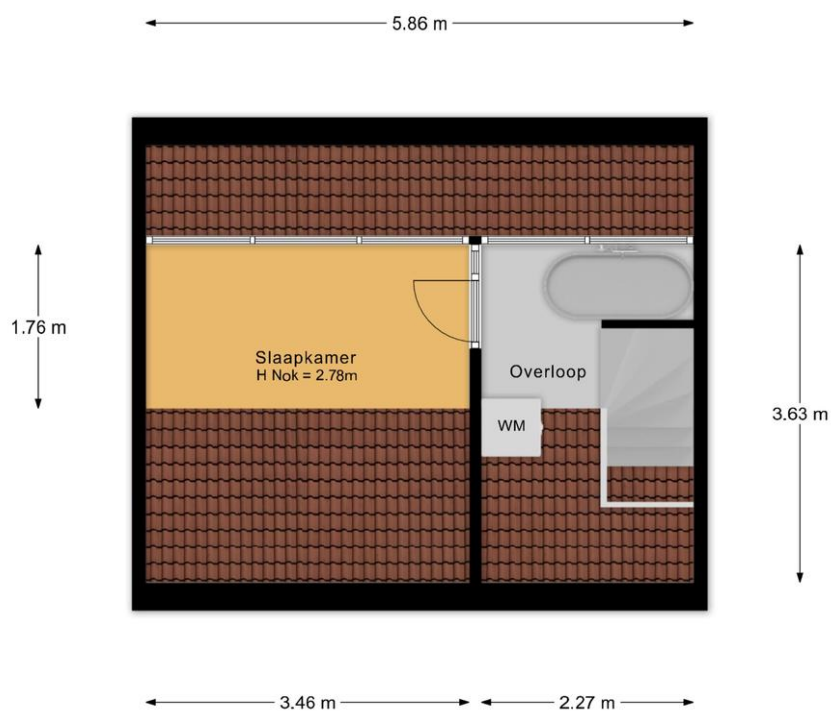 5.86 m
1.76 m
Slaapkamer
H Nok = 2.78m
Overloop
WM
3.63 m
3.46 m
2.27 m